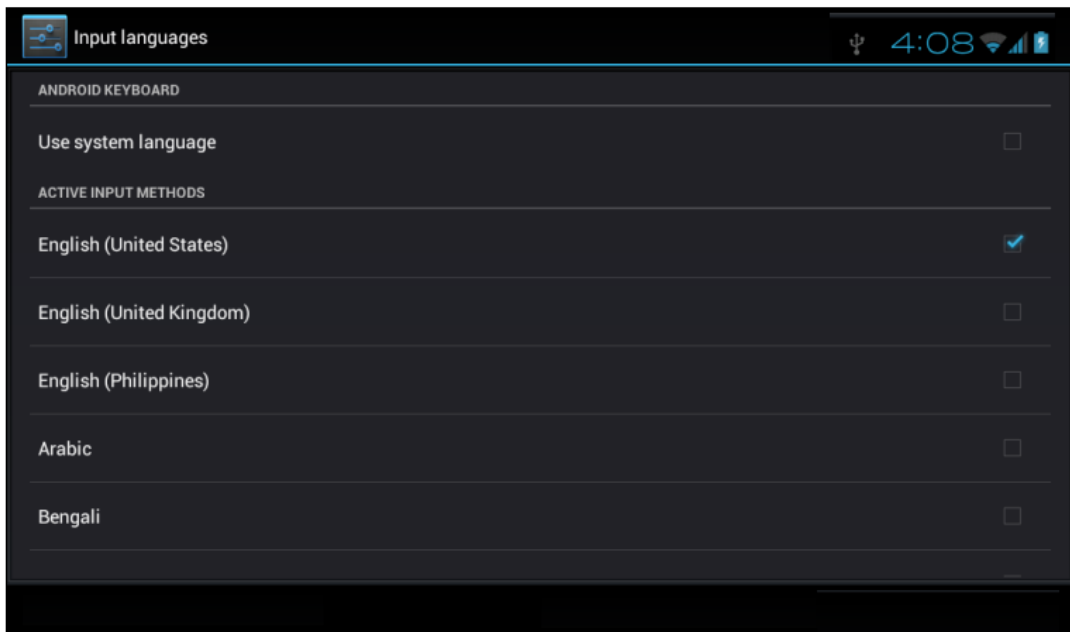 Input languages
4:08
ANDROID KEYBOARD
Use system language
ACTIVE INPUT METHODS
English (United States)
English (United Kingdom)
English (Philippines)
Arabic
Bengali